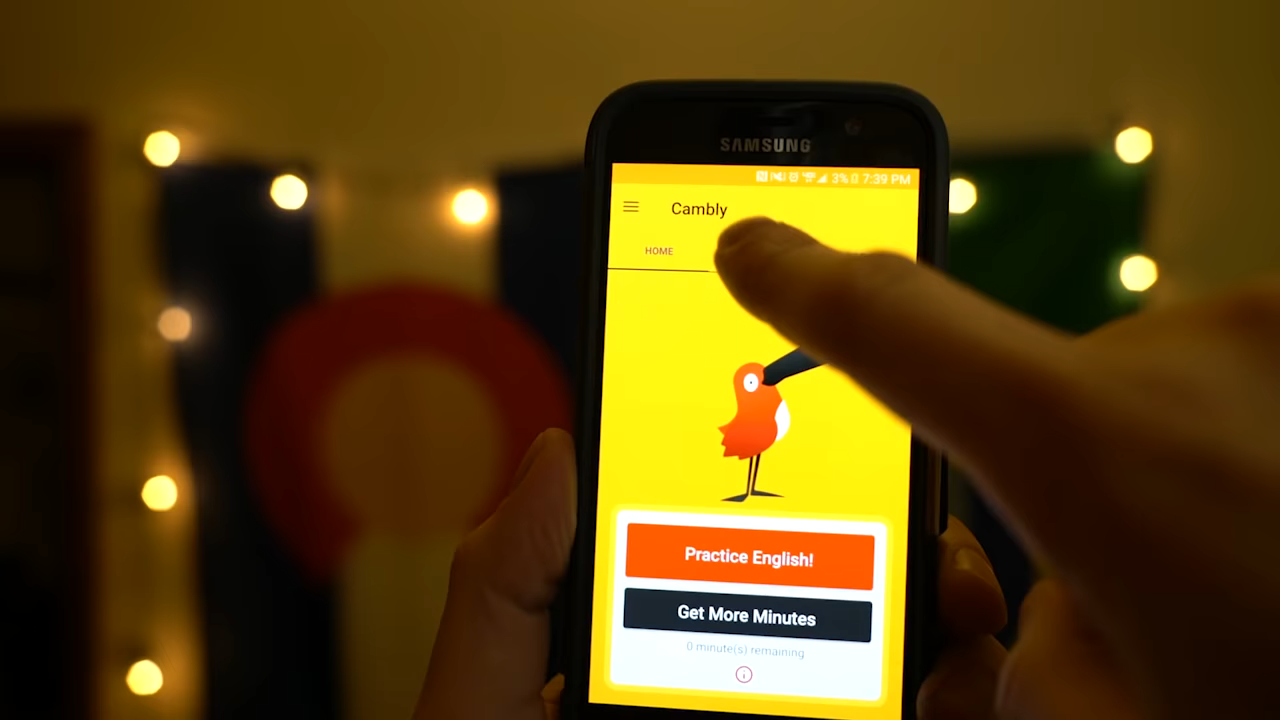 SAMSUNG
3% 7:39 PM
Cambly
HOME
Practice English!
Get More Minutes
0 minute(s) remaining